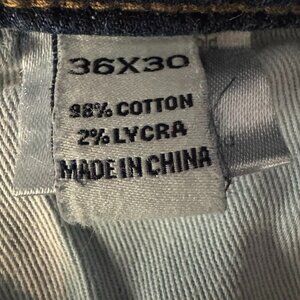 36X30
98% COTTON
2% LYCRA
MADE IN CHINA